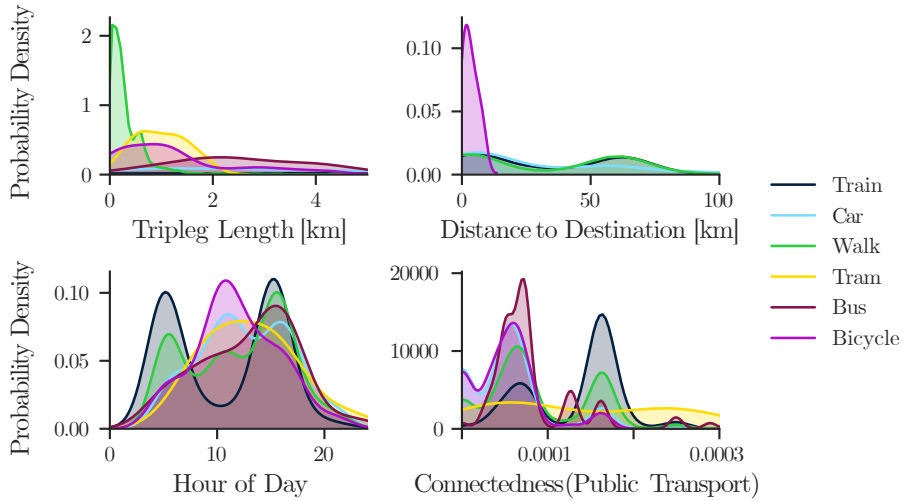 Probability Density
2
1
0
0
2
4
Tripleg Length [km]
0.10
0.05
0.00
0
50
100
Distance to Destination [km]
Train
Car
Walk
Tram
Bus
Bicycle
Probability Density
0.10
0.05
0.00
0
10
20
Hour of Day
20000
10000
0
0.0001
0.0003
Connectedness(Public Transport)